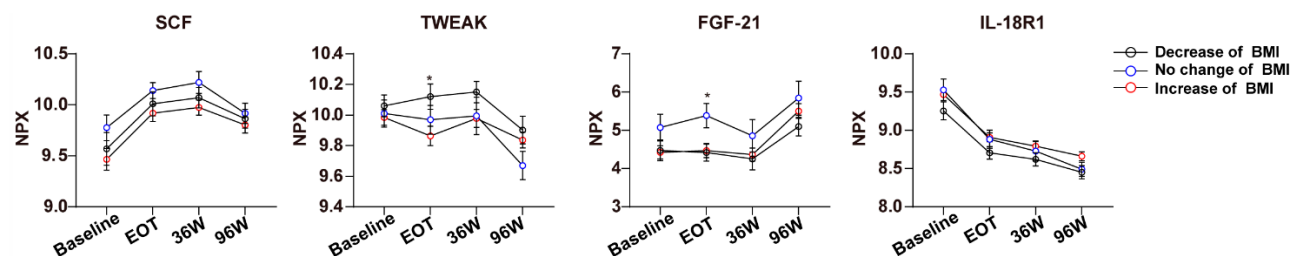 SCF
TWEAK
FGF-21
IL-18R1
NPX
10.5
10.0
9.5
9.0
Baseline
EOT
36W
96W
NPX
10.4
10.2
10.0
9.8
9.6
9.4
*
Baseline
EOT
36W
96W
NPX
7
6
5
4
3
*
Baseline
EOT
36W
96W
NPX
10.0
9.5
9.0
8.5
8.0
Baseline
EOT
36W
96W
Decrease of BMI
No change of BMI
Increase of BMI